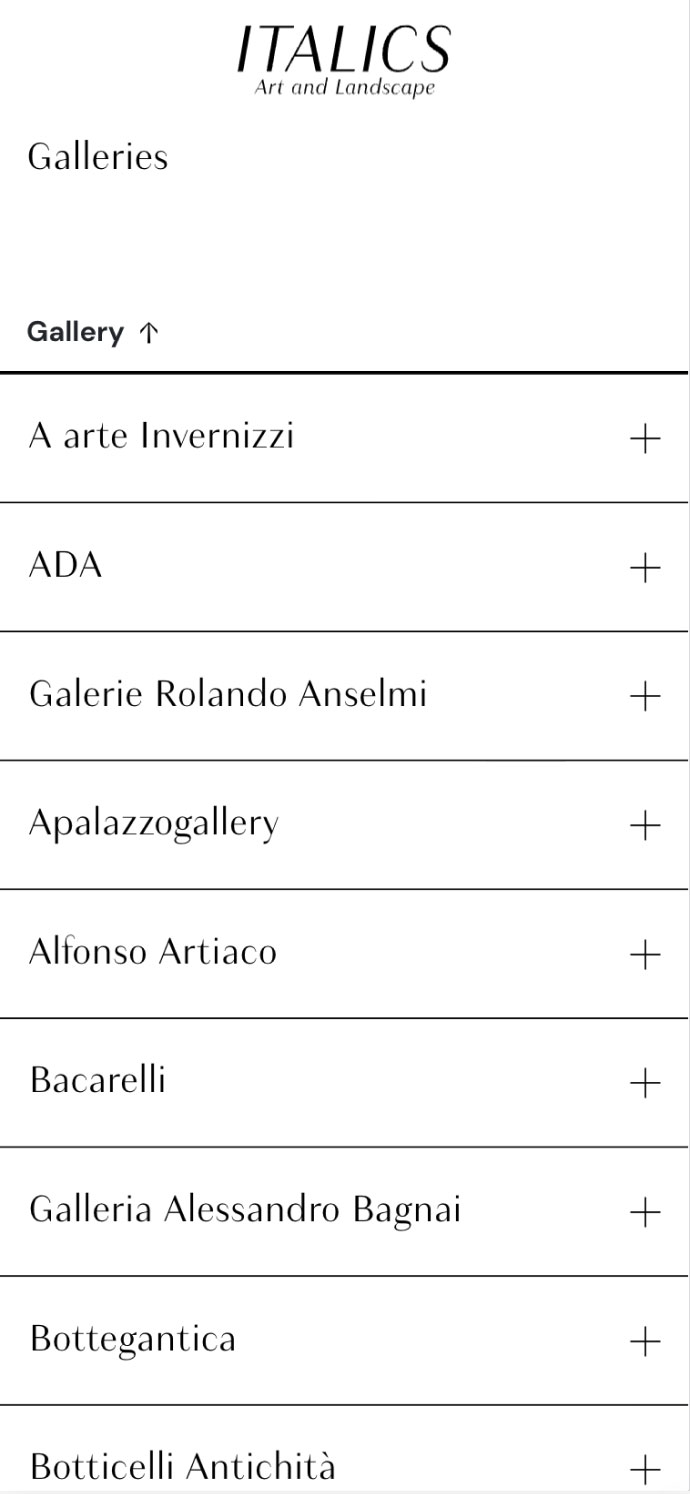 ITALICS
Art and Landscape
Galleries
Gallery ↑
A arte Invernizzi
ADA
Galerie Rolando Anselmi
Apalazzogallery
Alfonso Artiaco
Bacarelli
Galleria Alessandro Bagnai
Bottegantica
Botticelli Antichità